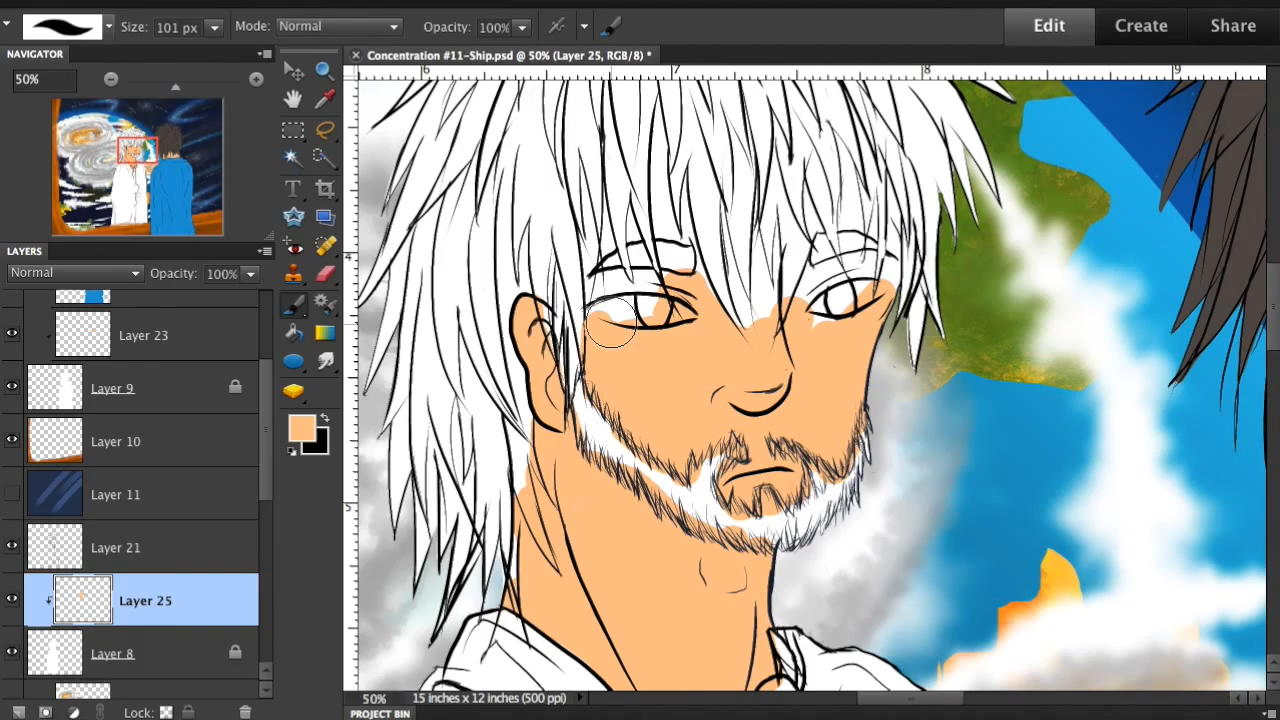 Size: 101 px Mode: Normal Opacity: 100% Edit Create Share
NAVIGATOR
Concentration #11-Ship.psd @ 50% (Layer 25, RGB/8) *
50%
6 7 8 9
LAYERS
Normal Opacity: 100%
4
Layer 23
Layer 9
Layer 10
Layer 11
5
Layer 21
Layer 25
Layer 8
50% 15 inches x 12 inches (500 ppi)
Lock:
PROJECT BIN